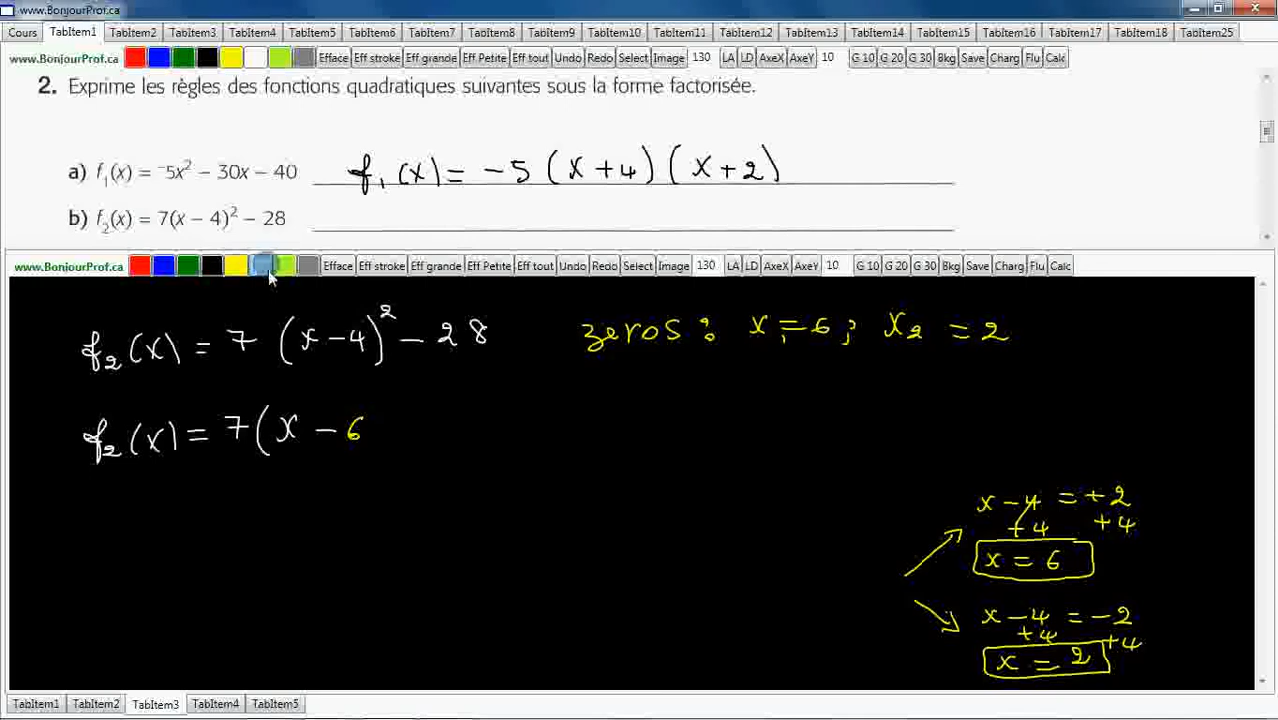 www.BonjourProf.ca
Cours TabItem1 TabItem2 TabItem3 TabItem4 TabItem5 TabItem6 TabItem7 TabItem8 TabItem9 TabItem10 TabItem11 TabItem12 TabItem13 TabItem14 TabItem15 TabItem16 TabItem17 TabItem18 TabItem19 TabItem25
www.BonjourProf.ca Efface Eff stroke Eff grande Eff Petite Eff tout Undo Redo Select Image 130 LA LD AxeX AxeY 10 G 10 G 20 G 30 Bkg Save Charg Flu Calc
2. Exprime les règles des fonctions quadratiques suivantes sous la forme factorisée.
a) f₁(x) = ⁻5x² − 30x − 40 f₁(x) = −5(x+4)(x+2)
b) f₂(x) = 7(x − 4)² − 28
www.BonjourProf.ca Efface Eff stroke Eff grande Eff Petite Eff tout Undo Redo Select Image 130 LA LD AxeX AxeY 10 G 10 G 20 G 30 Bkg Save Charg Flu Calc
f₂(x) = 7(x−4)² − 28 zeros : x₁=6 ; x₂ = 2
f₂(x) = 7(x − 6
x − 4 = +2
+4 +4
x = 6
x − 4 = −2
+4 +4
x = 2
TabItem1 TabItem2 TabItem3 TabItem4 TabItem5